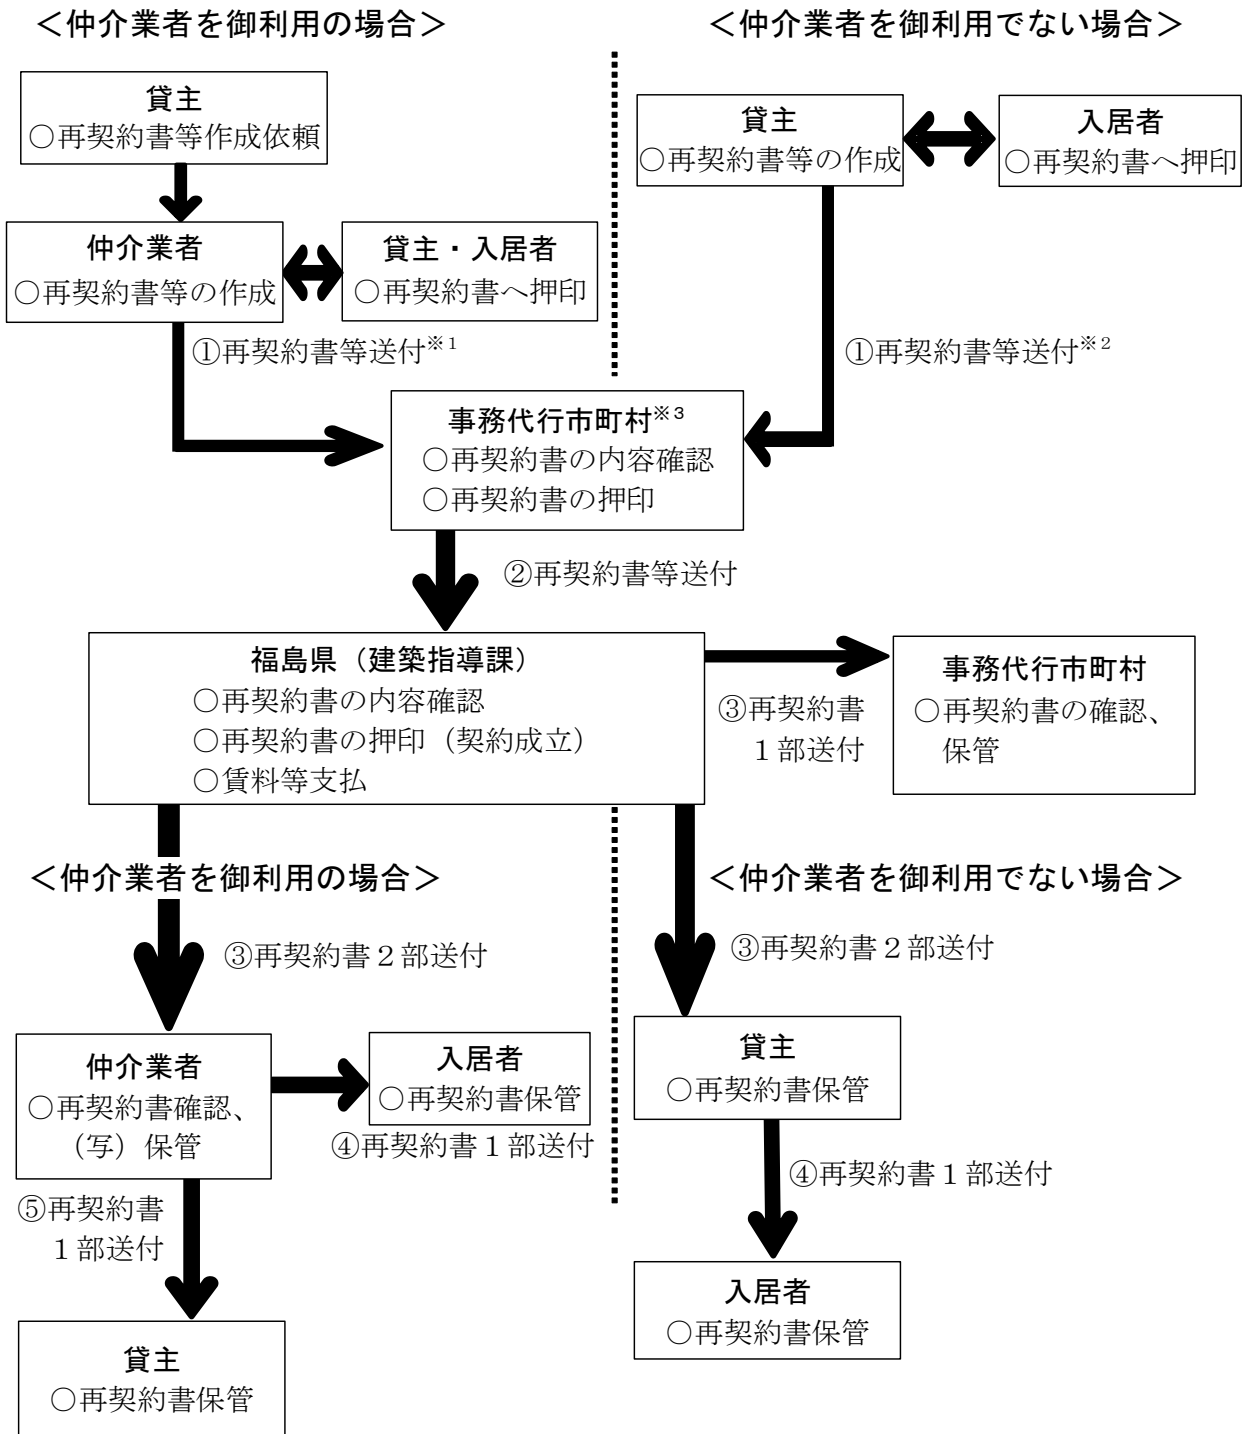 ＜仲介業者を御利用の場合＞
＜仲介業者を御利用でない場合＞
貸主
○再契約書等作成依頼
貸主
○再契約書等の作成
入居者
○再契約書へ押印
仲介業者
○再契約書等の作成
貸主・入居者
○再契約書へ押印
①再契約書等送付※1
①再契約書等送付※2
事務代行市町村※3
○再契約書の内容確認
○再契約書の押印
②再契約書等送付
福島県（建築指導課）
○再契約書の内容確認
○再契約書の押印（契約成立）
○賃料等支払
③再契約書
１部送付
事務代行市町村
○再契約書の確認、
保管
＜仲介業者を御利用の場合＞
＜仲介業者を御利用でない場合＞
③再契約書２部送付
③再契約書２部送付
仲介業者
○再契約書確認、
（写）保管
入居者
○再契約書保管
④再契約書１部送付
貸主
○再契約書保管
④再契約書１部送付
⑤再契約書
１部送付
入居者
○再契約書保管
貸主
○再契約書保管